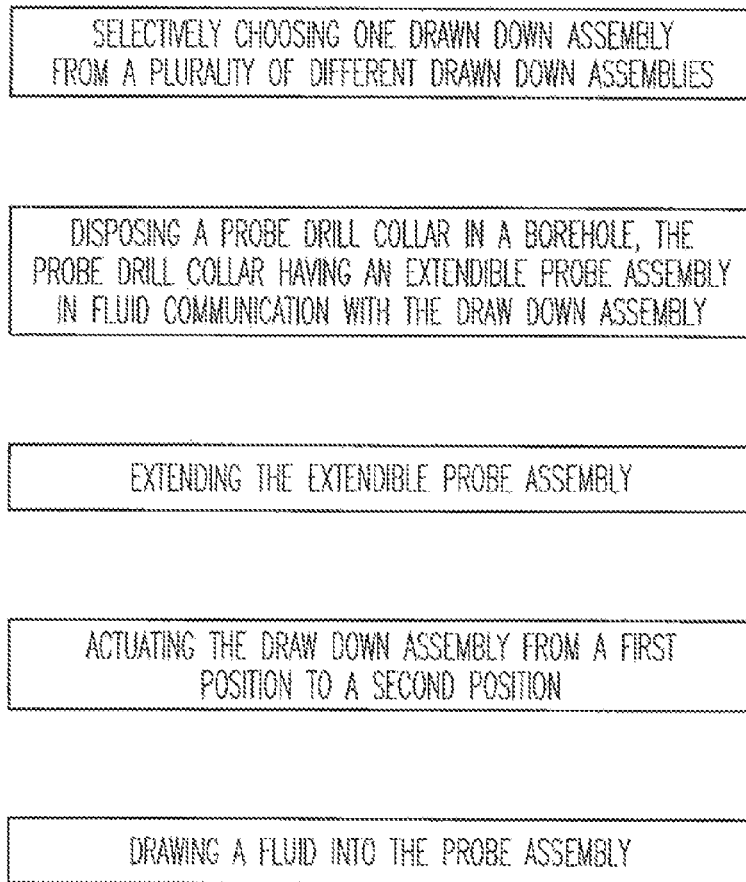 SELECTIVELY CHOOSING ONE DRAWN DOWN ASSEMBLY
FROM A PLURALITY OF DIFFERENT DRAWN DOWN ASSEMBLIES
DISPOSING A PROBE DRILL COLLAR IN A BOREHOLE, THE
PROBE DRILL COLLAR HAVING AN EXTENDIBLE PROBE ASSEMBLY
IN FLUID COMMUNICATION WITH THE DRAW DOWN ASSEMBLY
EXTENDING THE EXTENDIBLE PROBE ASSEMBLY
ACTUATING THE DRAW DOWN ASSEMBLY FROM A FIRST
POSITION TO A SECOND POSITION
DRAWING A FLUID INTO THE PROBE ASSEMBLY